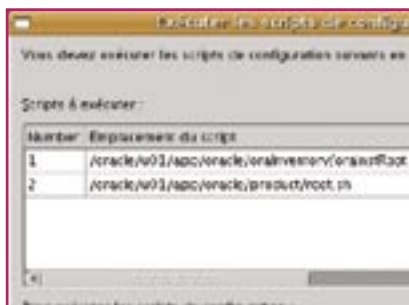 Exécuter les scripts de configu
Vous devez exécuter les scripts de configuration suivants en
Scripts à exécuter :
Number Emplacement du script
1 /oracle/u01/app/oracle/oraInventory/orainstRoot
2 /oracle/u01/app/oracle/product/root.sh